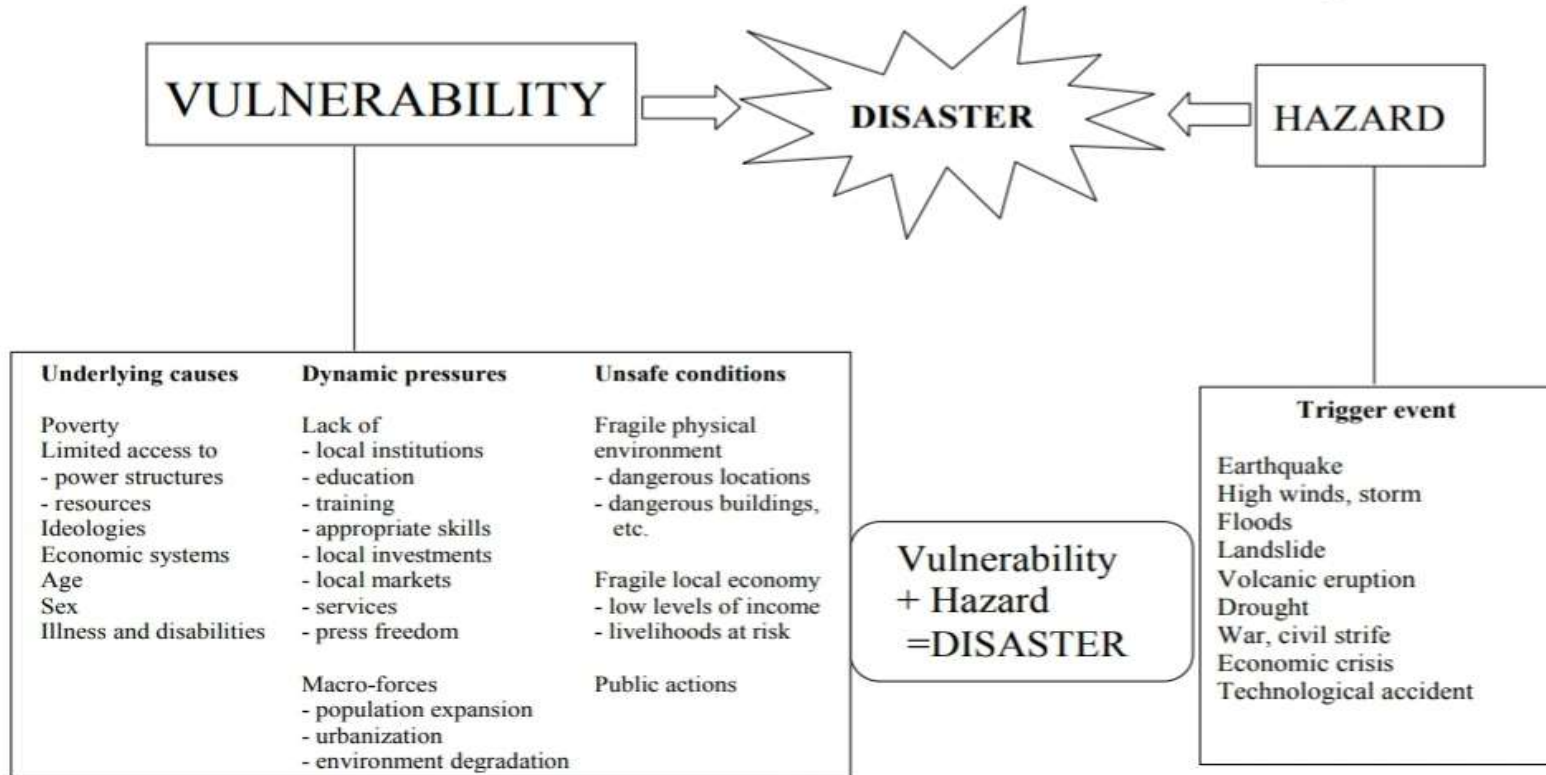 VULNERABILITY
DISASTER
HAZARD
Underlying causes
Poverty
Limited access to
- power structures
- resources
Ideologies
Economic systems
Age
Sex
Illness and disabilities
Dynamic pressures
Lack of
- local institutions
- education
- training
- appropriate skills
- local investments
- local markets
- services
- press freedom
Macro-forces
- population expansion
- urbanization
- environment degradation
Unsafe conditions
Fragile physical
environment
- dangerous locations
- dangerous buildings,
etc.
Fragile local economy
- low levels of income
- livelihoods at risk
Public actions
Vulnerability
+ Hazard
=DISASTER
Trigger event
Earthquake
High winds, storm
Floods
Landslide
Volcanic eruption
Drought
War, civil strife
Economic crisis
Technological accident